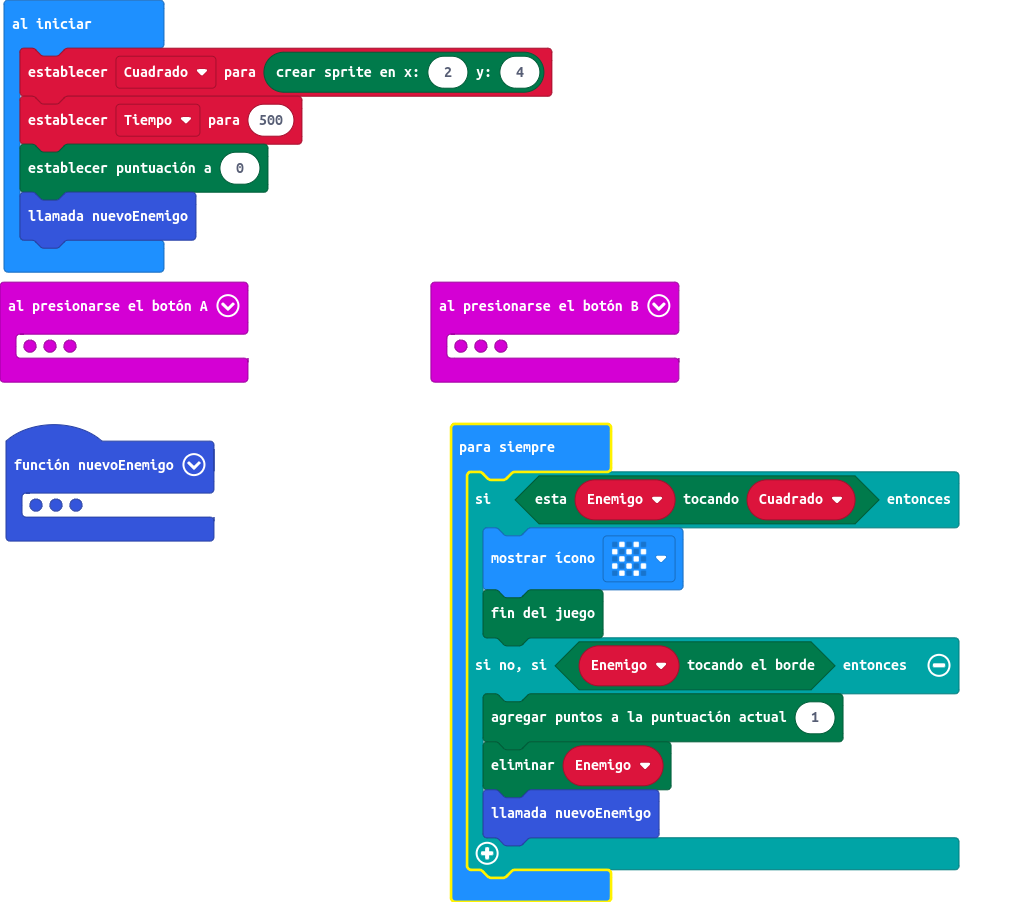 al iniciar
establecer Cuadrado para crear sprite en x: 2 y: 4
establecer Tiempo para 500
establecer puntuación a 0
llamada nuevoEnemigo
al presionarse el botón A
al presionarse el botón B
función nuevoEnemigo
para siempre
si esta Enemigo tocando Cuadrado entonces
mostrar ícono
fin del juego
si no, si Enemigo tocando el borde entonces
agregar puntos a la puntuación actual 1
eliminar Enemigo
llamada nuevoEnemigo